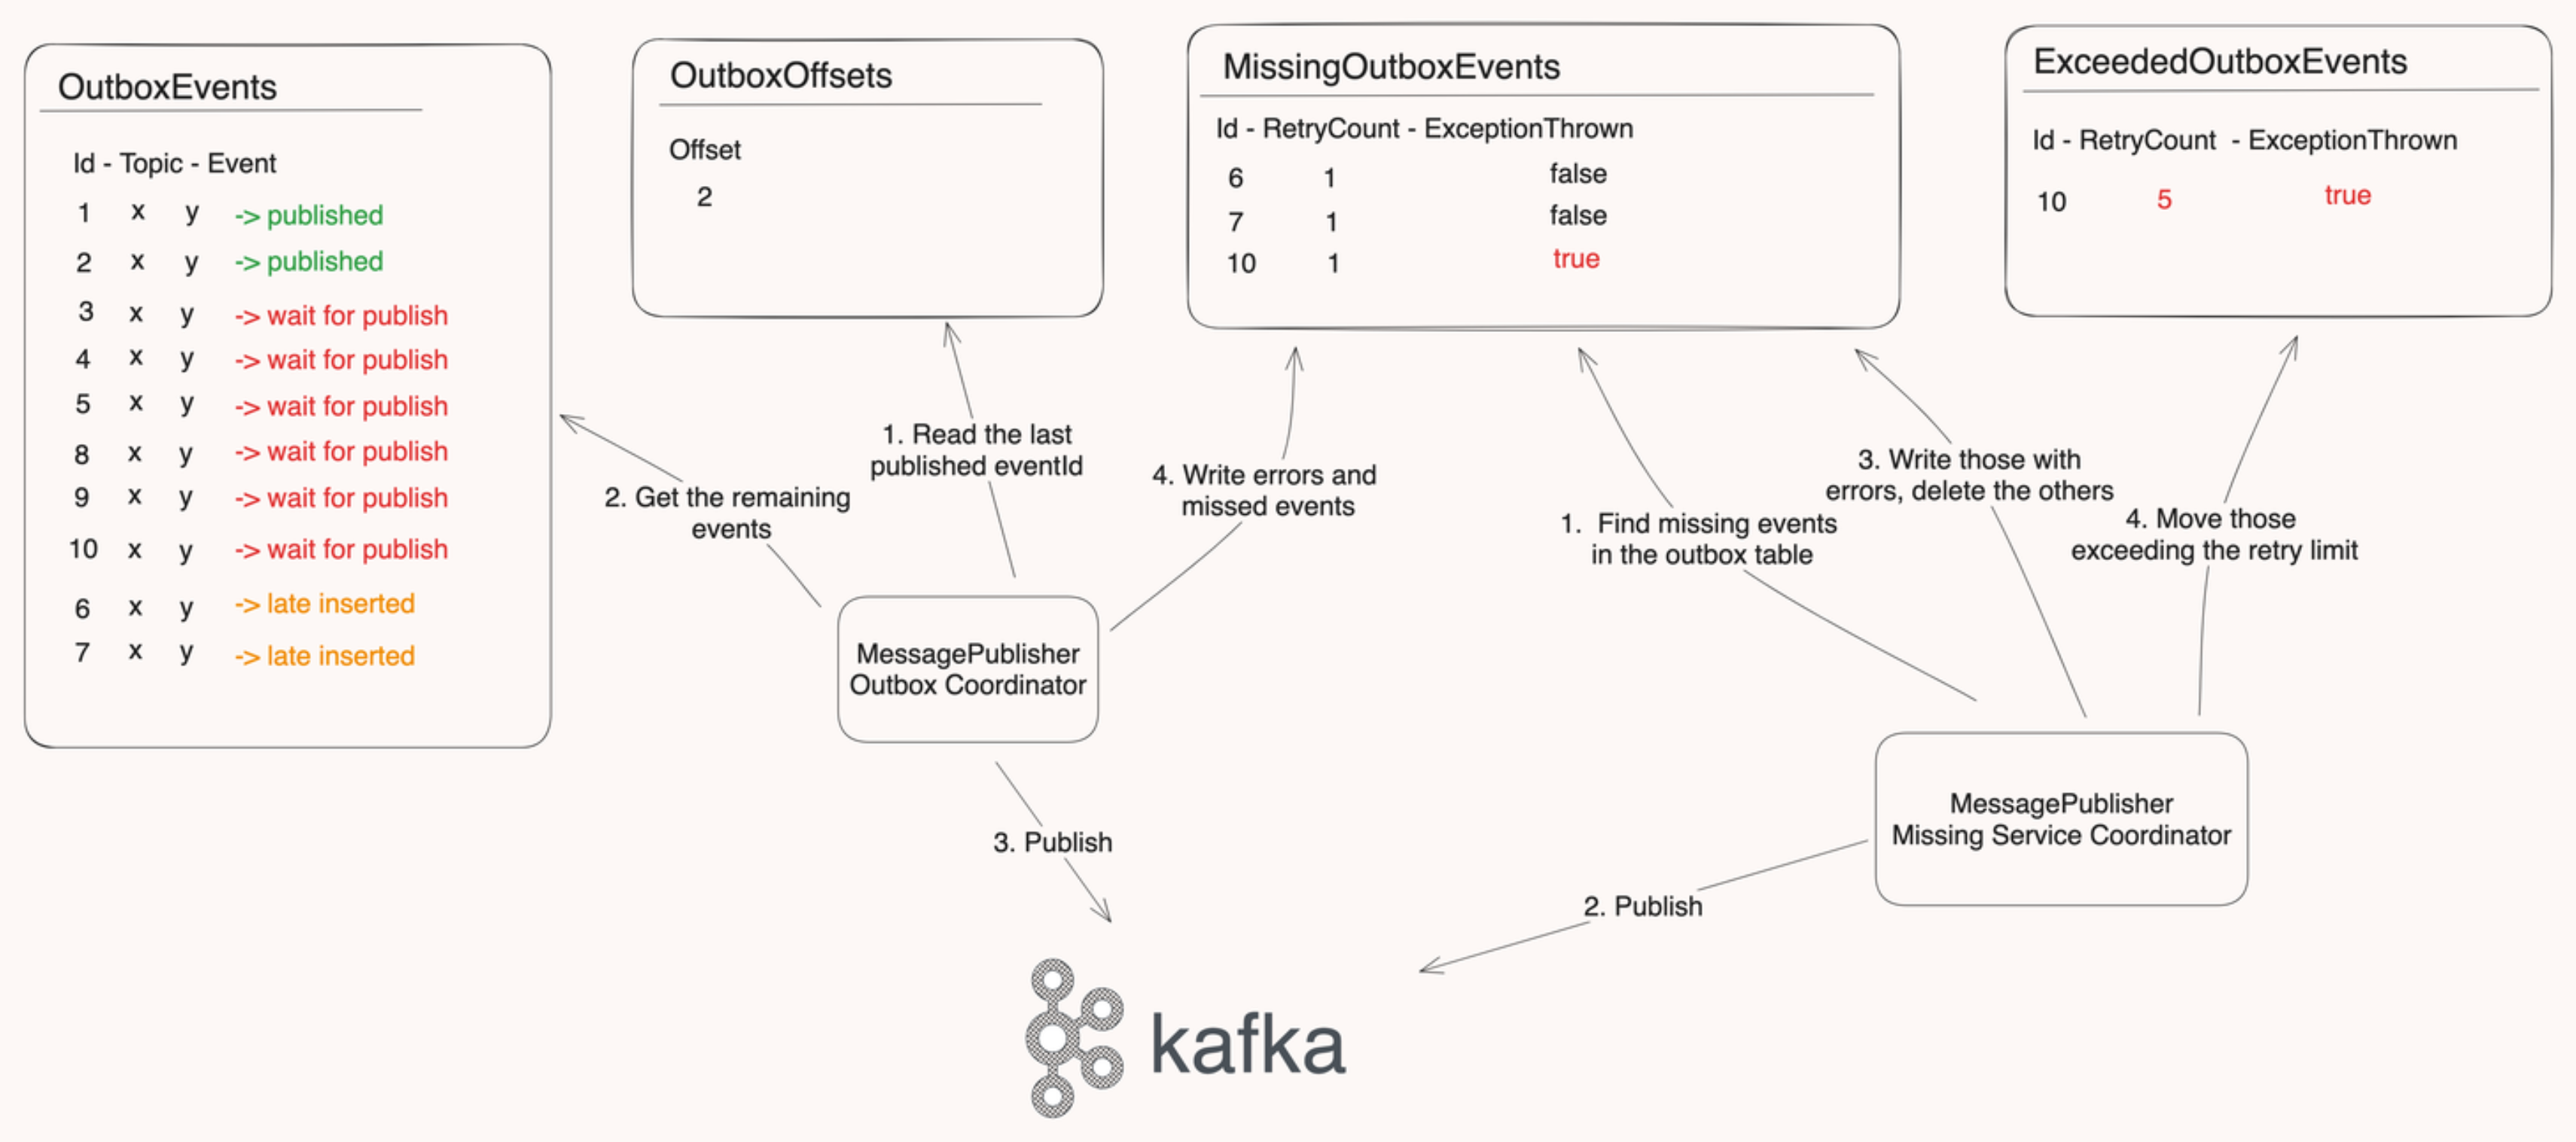 OutboxEvents
Id - Topic - Event
1 x y -> published
2 x y -> published
3 x y -> wait for publish
4 x y -> wait for publish
5 x y -> wait for publish
8 x y -> wait for publish
9 x y -> wait for publish
10 x y -> wait for publish
6 x y -> late inserted
7 x y -> late inserted
OutboxOffsets
Offset
2
MissingOutboxEvents
Id - RetryCount - ExceptionThrown
6 1 false
7 1 false
10 1 true
ExceededOutboxEvents
Id - RetryCount - ExceptionThrown
10 5 true
1. Read the last
published eventId
2. Get the remaining
events
4. Write errors and
missed events
MessagePublisher
Outbox Coordinator
3. Publish
1. Find missing events
in the outbox table
3. Write those with
errors, delete the others
4. Move those
exceeding the retry limit
MessagePublisher
Missing Service Coordinator
2. Publish
kafka